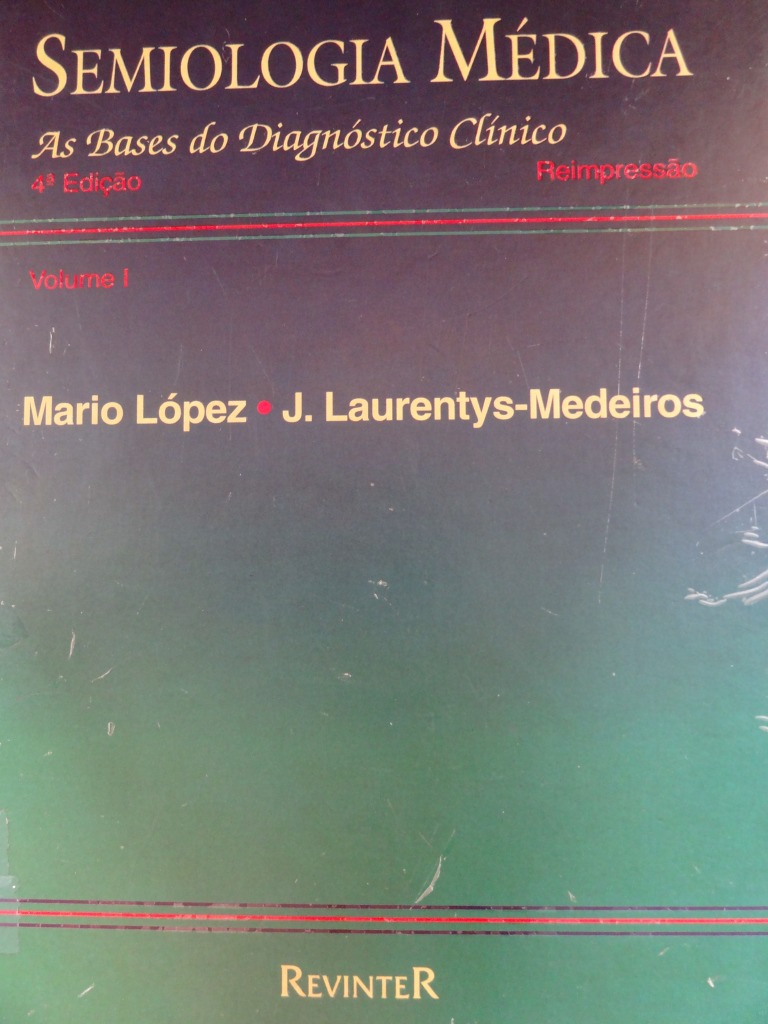 SEMIOLOGIA MÉDICA
As Bases do Diagnóstico Clínico
4ª Edição
Reimpressão
Volume I
Mario López • J. Laurentys-Medeiros
REVINTER